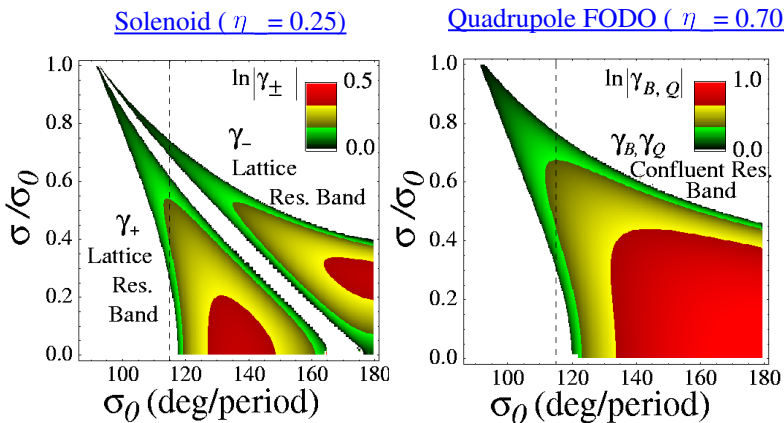 Solenoid ( η_ = 0.25)
ln|γ± |
0.5
0.0
γ−
Lattice
Res. Band
γ+
Lattice
Res.
Band
σ/σ0
1.0
0.8
0.6
0.4
0.2
0.0
100 120 140 160 180
σ0 (deg/period)
Quadrupole FODO ( η_ = 0.70
ln|γB, Q|
1.0
0.0
γB, γQ
Confluent Res.
Band
σ/σ0
1.0
0.8
0.6
0.4
0.2
0.0
100 120 140 160 180
σ0 (deg/period)